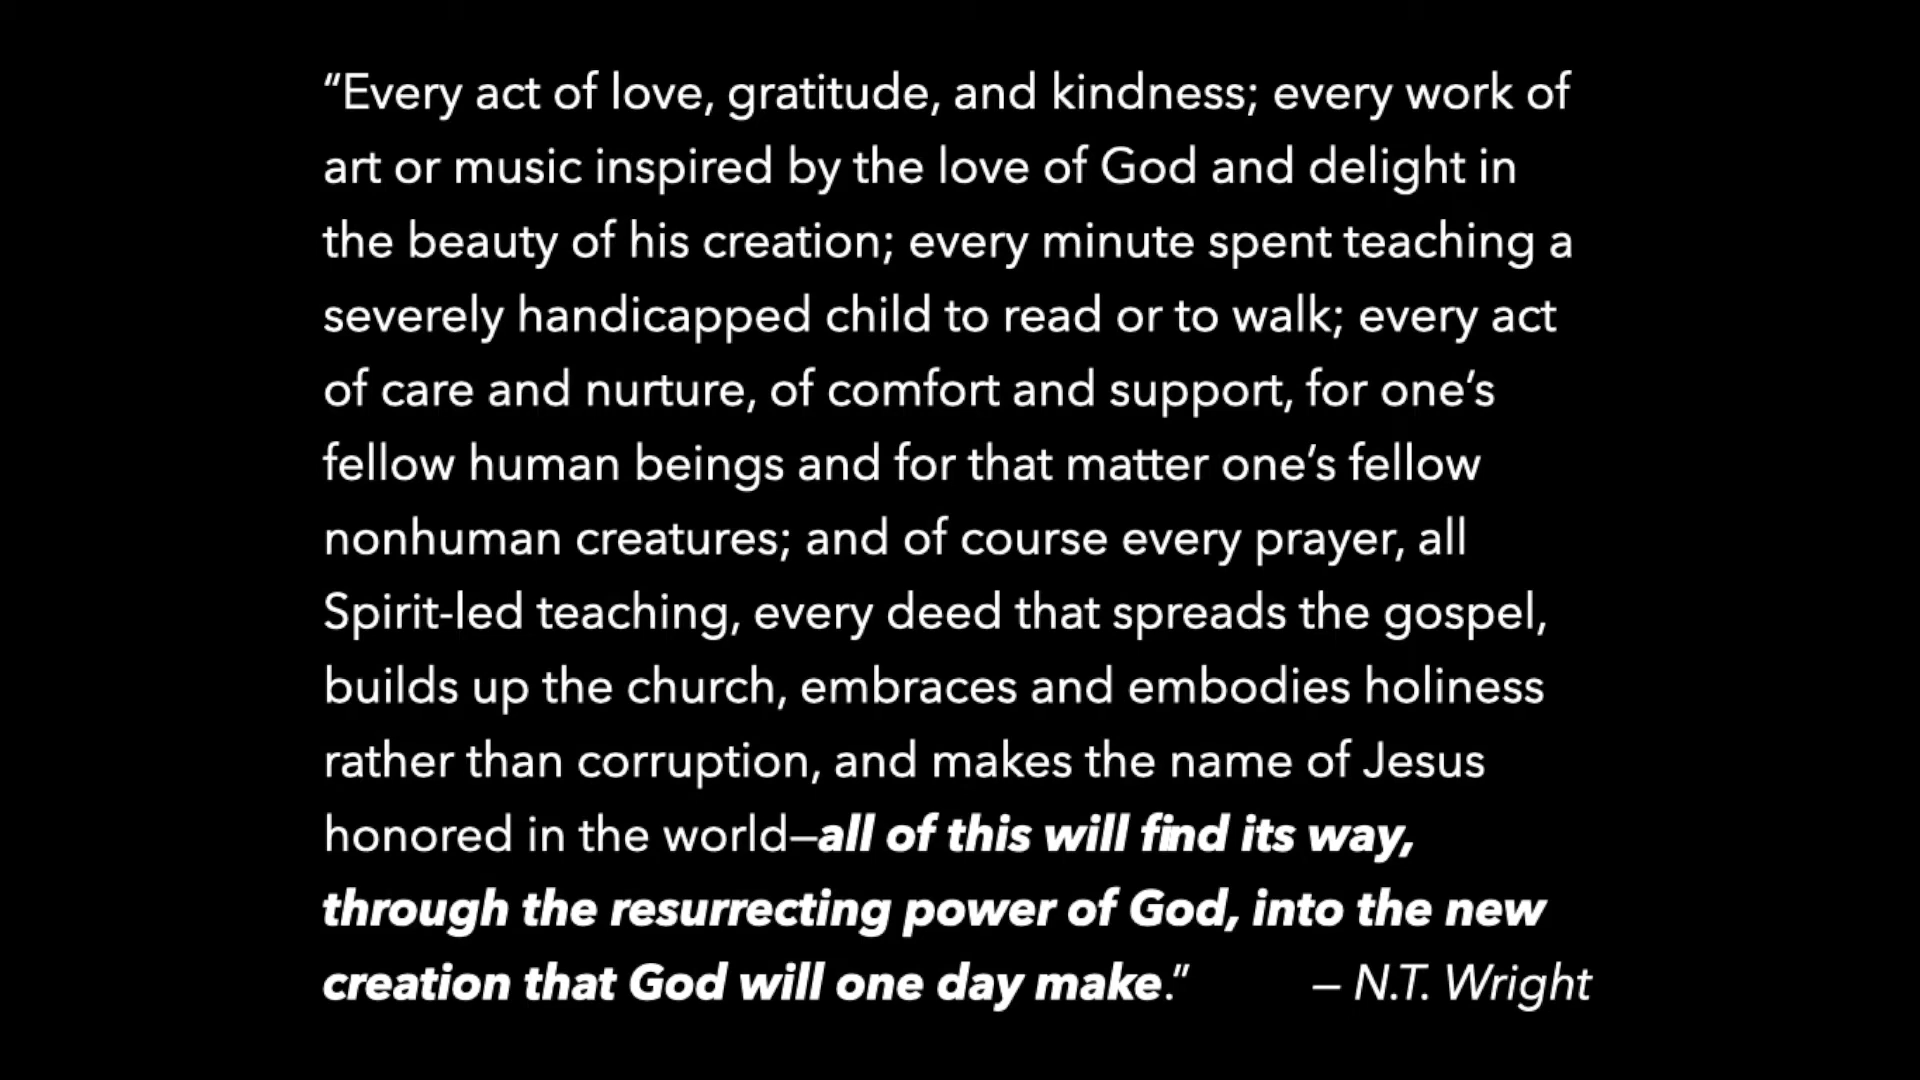 “Every act of love, gratitude, and kindness; every work of
art or music inspired by the love of God and delight in
the beauty of his creation; every minute spent teaching a
severely handicapped child to read or to walk; every act
of care and nurture, of comfort and support, for one’s
fellow human beings and for that matter one’s fellow
nonhuman creatures; and of course every prayer, all
Spirit-led teaching, every deed that spreads the gospel,
builds up the church, embraces and embodies holiness
rather than corruption, and makes the name of Jesus
honored in the world—all of this will find its way,
through the resurrecting power of God, into the new
creation that God will one day make.” – N.T. Wright